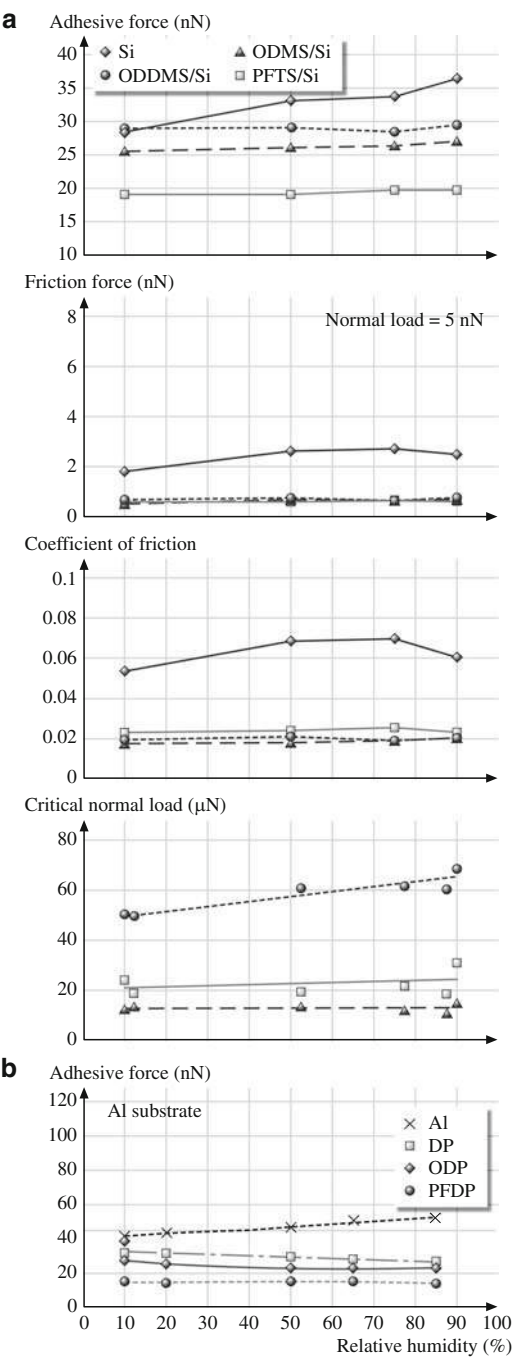 a
Adhesive force (nN)
40
35
30
25
20
15
10
Si
ODMS/Si
ODDMS/Si
PFTS/Si
Friction force (nN)
8
6
4
2
0
Normal load = 5 nN
Coefficient of friction
0.1
0.08
0.06
0.04
0.02
0
Critical normal load (μN)
80
60
40
20
0
b
Adhesive force (nN)
120
100
80
60
40
20
0
Al substrate
Al
DP
ODP
PFDP
0 10 20 30 40 50 60 70 80 90 100
Relative humidity (%)